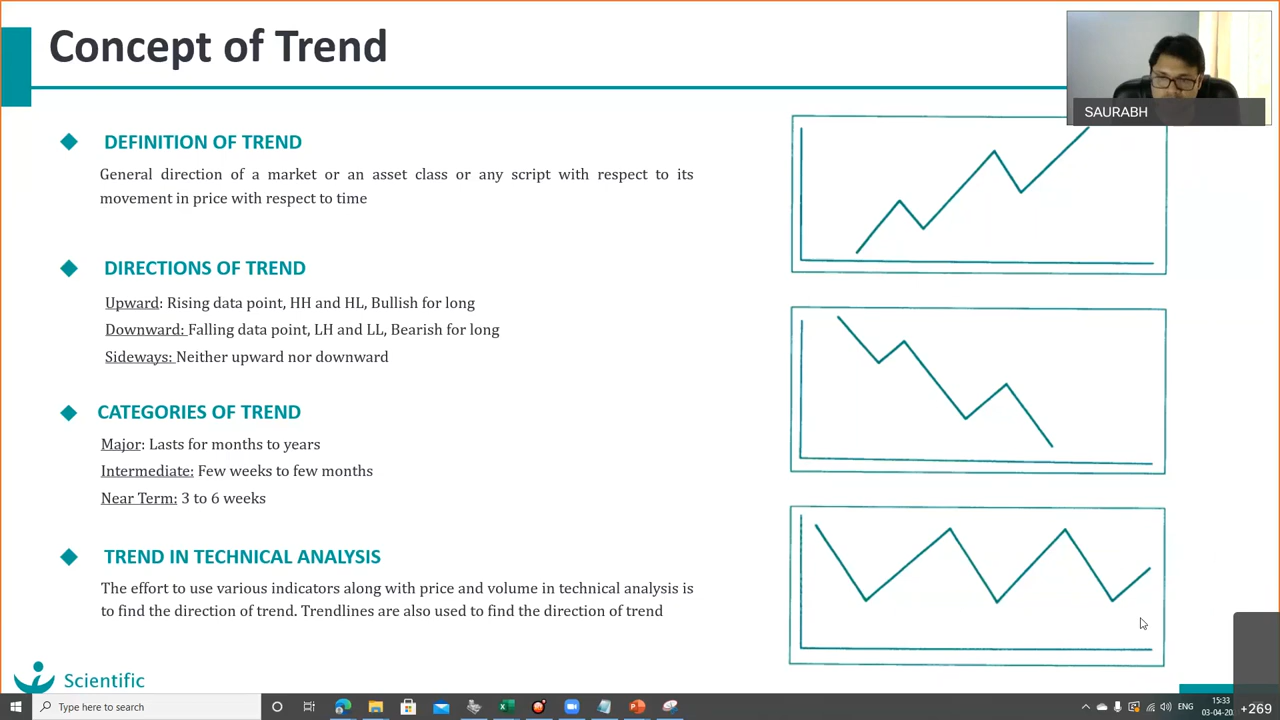 Concept of Trend
SAURABH
DEFINITION OF TREND
General direction of a market or an asset class or any script with respect to its
movement in price with respect to time
DIRECTIONS OF TREND
Upward: Rising data point, HH and HL, Bullish for long
Downward: Falling data point, LH and LL, Bearish for long
Sideways: Neither upward nor downward
CATEGORIES OF TREND
Major: Lasts for months to years
Intermediate: Few weeks to few months
Near Term: 3 to 6 weeks
TREND IN TECHNICAL ANALYSIS
The effort to use various indicators along with price and volume in technical analysis is
to find the direction of trend. Trendlines are also used to find the direction of trend
Scientific
Type here to search
ENG
15:33
03-04-20
+269